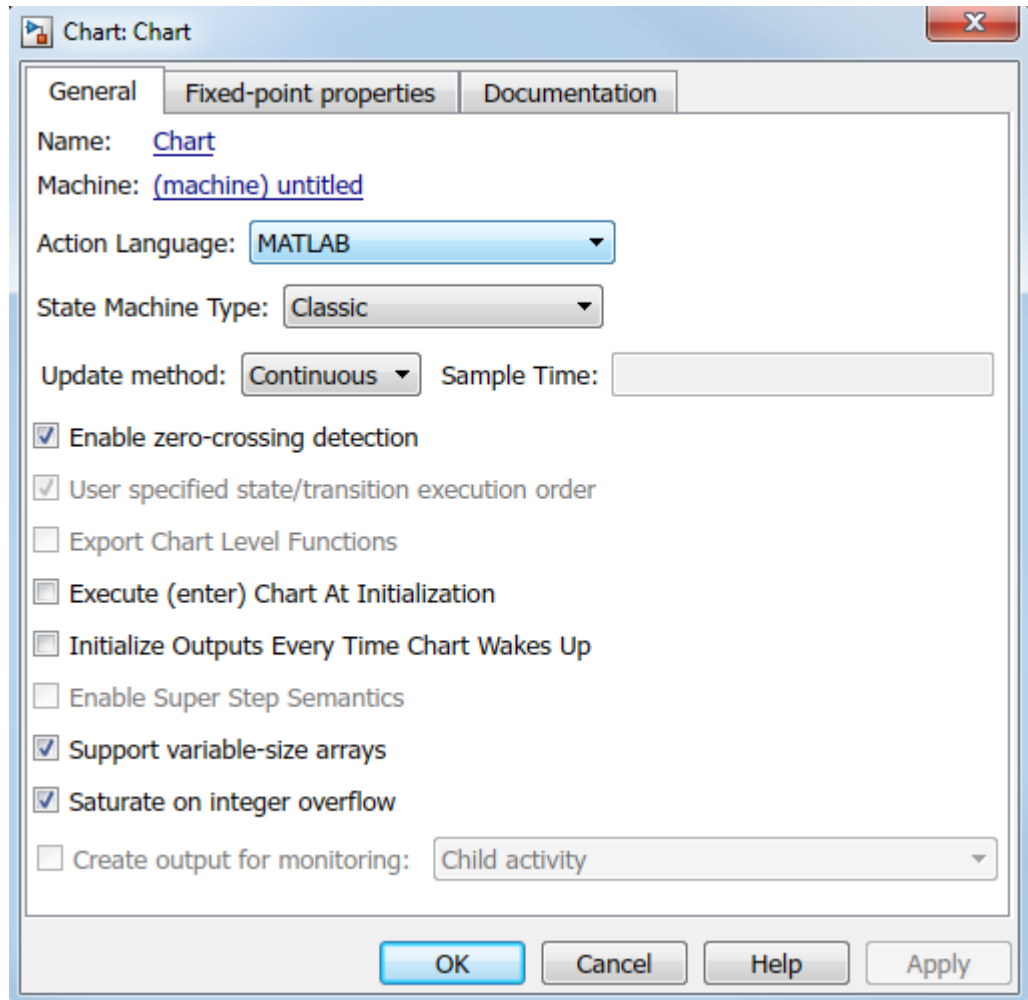 Chart: Chart
General Fixed-point properties Documentation
Name: Chart
Machine: (machine) untitled
Action Language: MATLAB
State Machine Type: Classic
Update method: Continuous Sample Time:
Enable zero-crossing detection
User specified state/transition execution order
Export Chart Level Functions
Execute (enter) Chart At Initialization
Initialize Outputs Every Time Chart Wakes Up
Enable Super Step Semantics
Support variable-size arrays
Saturate on integer overflow
Create output for monitoring: Child activity
OK Cancel Help Apply